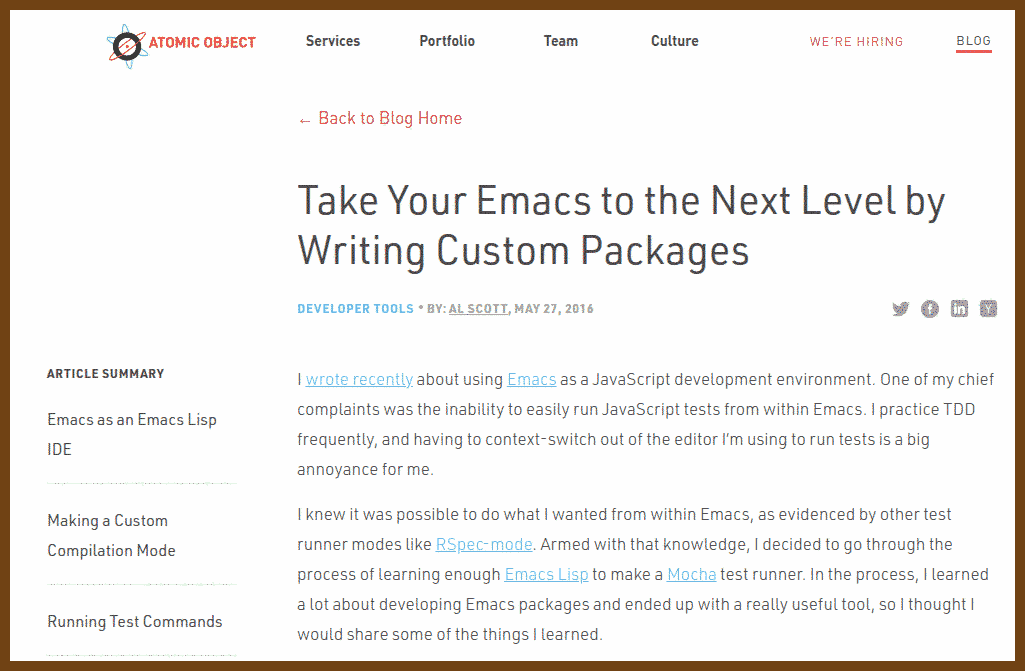 ATOMIC OBJECT
Services
Portfolio
Team
Culture
WE'RE HIRING
BLOG
← Back to Blog Home
Take Your Emacs to the Next Level by
Writing Custom Packages
DEVELOPER TOOLS • BY: AL SCOTT, MAY 27, 2016
ARTICLE SUMMARY
Emacs as an Emacs Lisp
IDE
Making a Custom
Compilation Mode
Running Test Commands
I wrote recently about using Emacs as a JavaScript development environment. One of my chief
complaints was the inability to easily run JavaScript tests from within Emacs. I practice TDD
frequently, and having to context-switch out of the editor I'm using to run tests is a big
annoyance for me.
I knew it was possible to do what I wanted from within Emacs, as evidenced by other test
runner modes like RSpec-mode. Armed with that knowledge, I decided to go through the
process of learning enough Emacs Lisp to make a Mocha test runner. In the process, I learned
a lot about developing Emacs packages and ended up with a really useful tool, so I thought I
would share some of the things I learned.